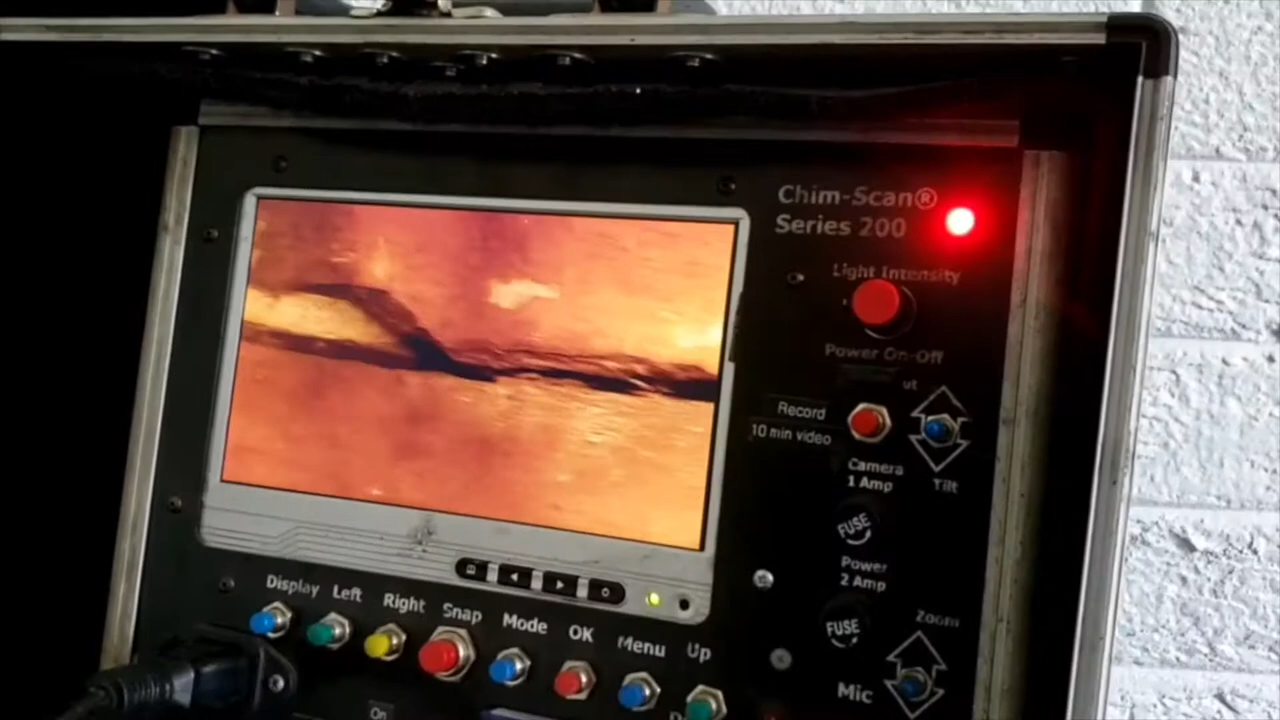 Chim-Scan®
Series 200
Light Intensity
Power On-Off
ut
Record
10 min video
Camera
1 Amp
Tilt
FUSE
Power
2 Amp
FUSE
Zoom
Mic
Display Left Right Snap Mode OK Menu Up
On